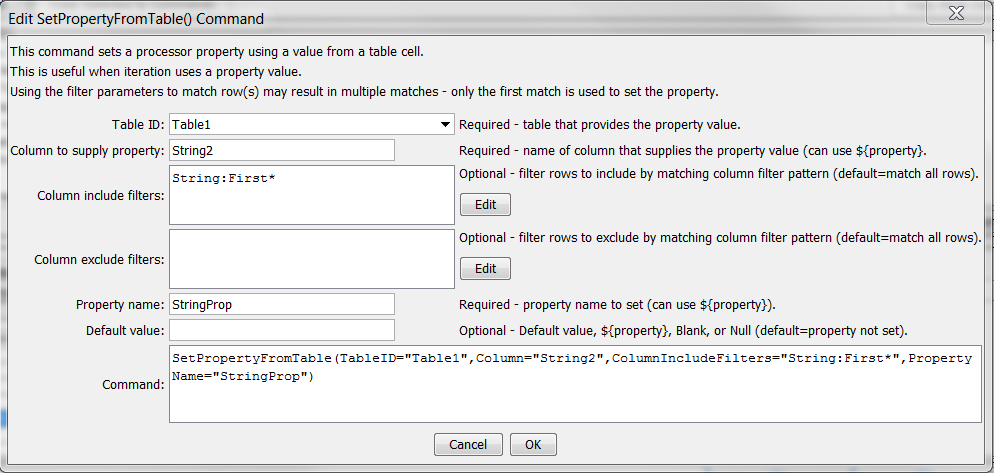 Edit SetPropertyFromTable() Command
This command sets a processor property using a value from a table cell.
This is useful when iteration uses a property value.
Using the filter parameters to match row(s) may result in multiple matches - only the first match is used to set the property.
Table ID: Table1 Required - table that provides the property value.
Column to supply property: String2 Required - name of column that supplies the property value (can use ${property}.
Column include filters: String:First* Optional - filter rows to include by matching column filter pattern (default=match all rows).
Edit
Column exclude filters: Optional - filter rows to exclude by matching column filter pattern (default=match all rows).
Edit
Property name: StringProp Required - property name to set (can use ${property}).
Default value: Optional - Default value, ${property}, Blank, or Null (default=property not set).
Command: SetPropertyFromTable(TableID="Table1",Column="String2",ColumnIncludeFilters="String:First*",Property
Name="StringProp")
Cancel OK